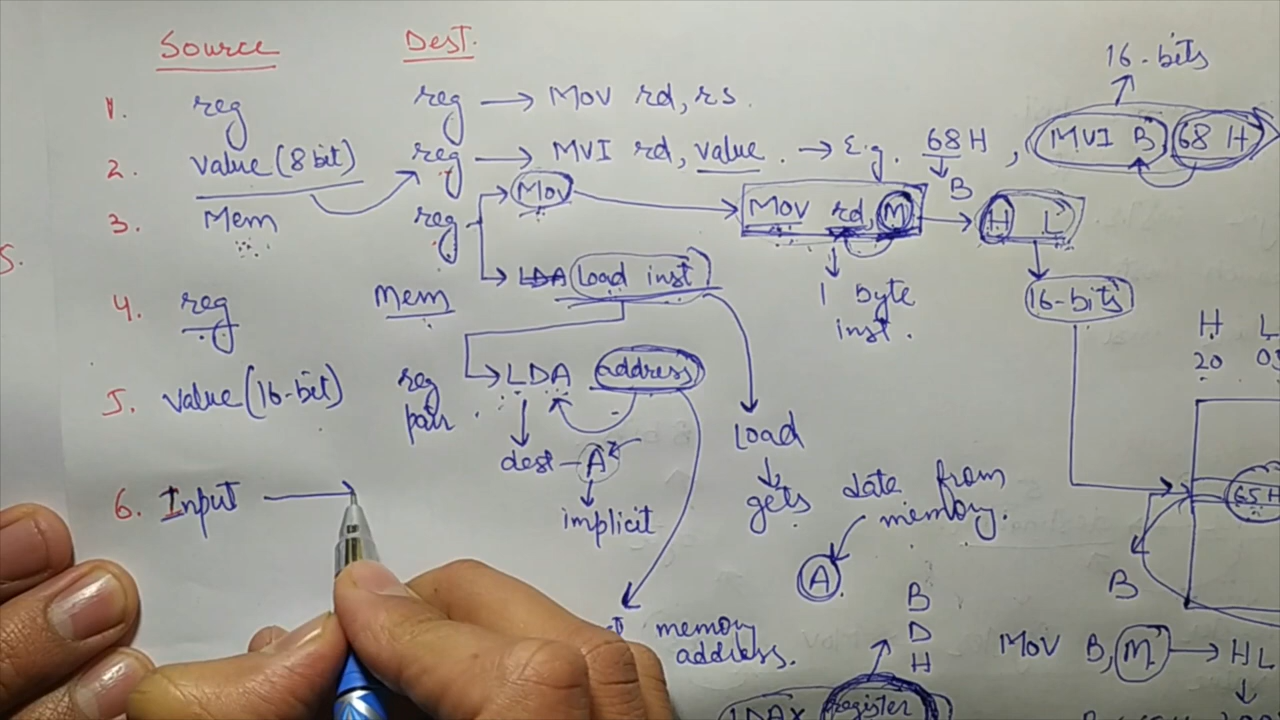 Source Dest.
1. reg reg → Mov rd, rs.
16-bits
2. value (8 bit) reg → MVI rd, value. → E.g. 68H, MVI B 68 H
B
3. Mem reg Mov Mov rd, M → H L
LDA Load inst
1 byte
inst.
16-bits
4. reg Mem
H L
20
5. value (16-bit) reg
pair
LDA address
dest - A
implicit
Load
gets data from
memory.
A
65H
B
6. Input
memory
address.
B
D
H
Mov B, M → HL
LDAX register